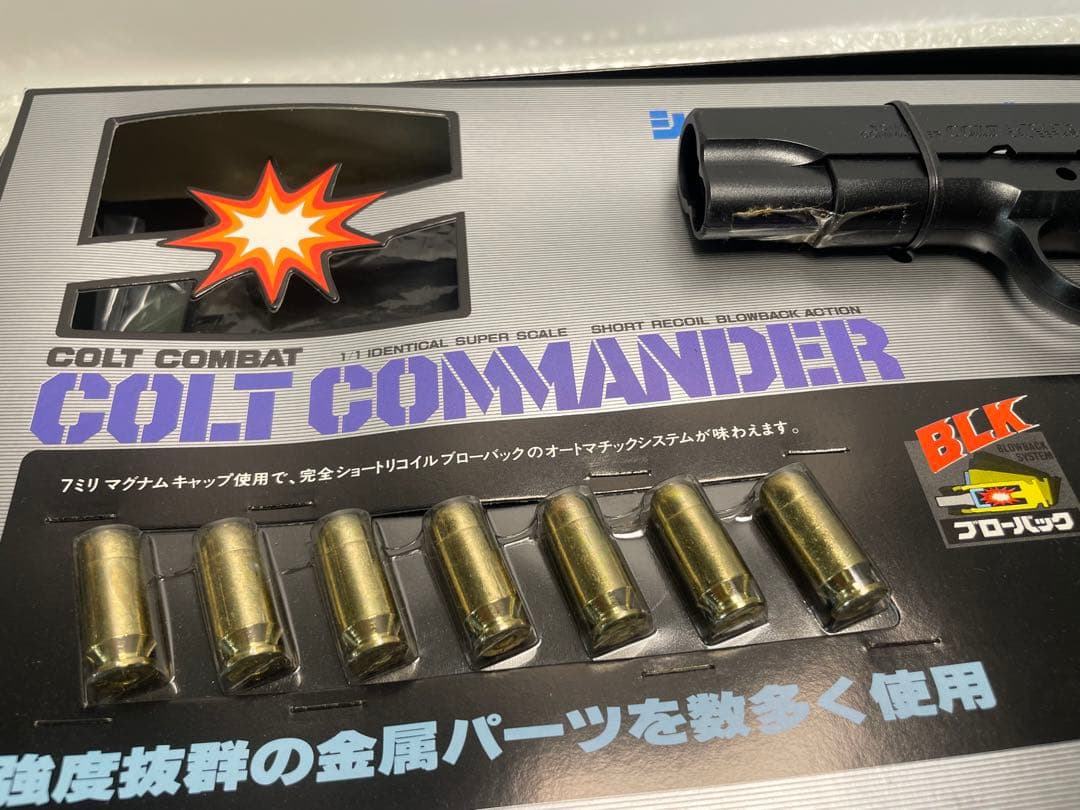 シ
COLT COMBAT
1/1 IDENTICAL SUPER SCALE SHORT RECOIL BLOWBACK ACTION
COLT COMMANDER
7ミリ マグナムキャップ使用で、完全ショートリコイルブローバックのオートマチックシステムが味わえます。
BLK
BLOWBACK
SYSTEM
ブローバック
強度抜群の金属パーツを数多く使用